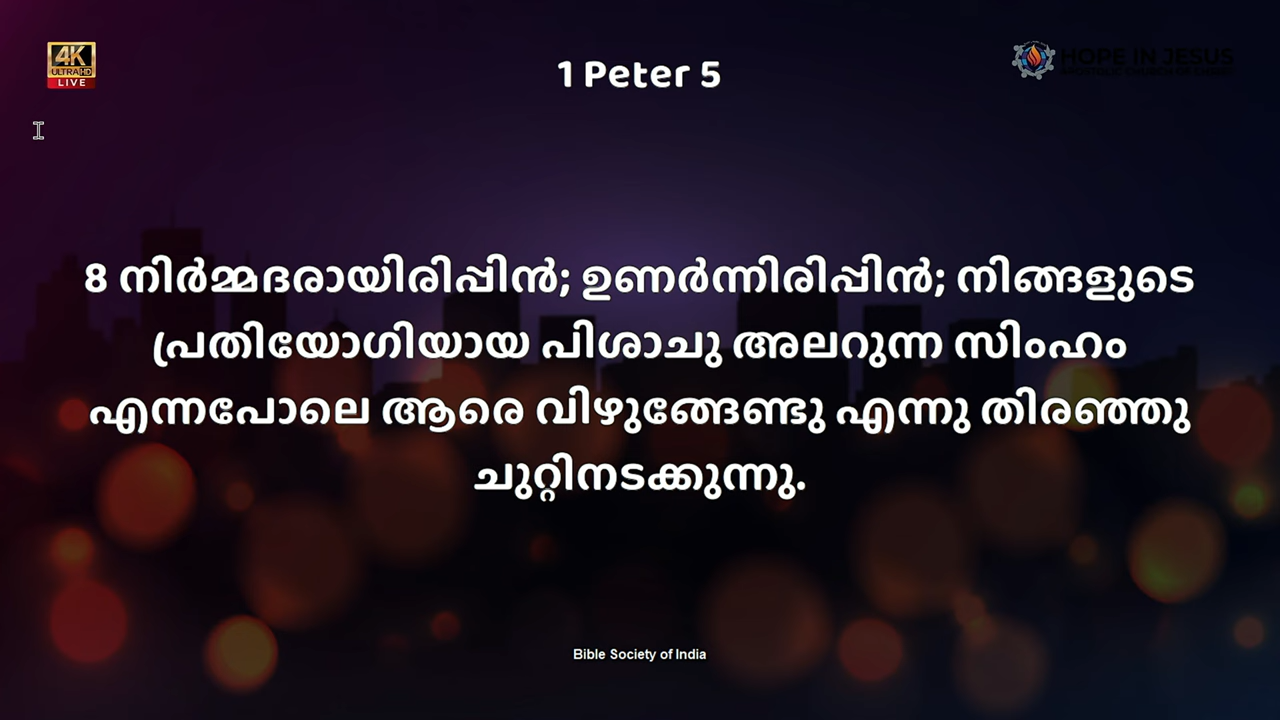 4K
ULTRA HD
LIVE
1 Peter 5
HOPE IN JESUS
8 നിർമ്മദരായിരിപ്പിൻ; ഉണർന്നിരിപ്പിൻ; നിങ്ങളുടെ
പ്രതിയോഗിയായ പിശാചു അലറുന്ന സിംഹം
എന്നപോലെ ആരെ വിഴുങ്ങേണ്ടു എന്നു തിരഞ്ഞു
ചുറ്റിനടക്കുന്നു.
Bible Society of India